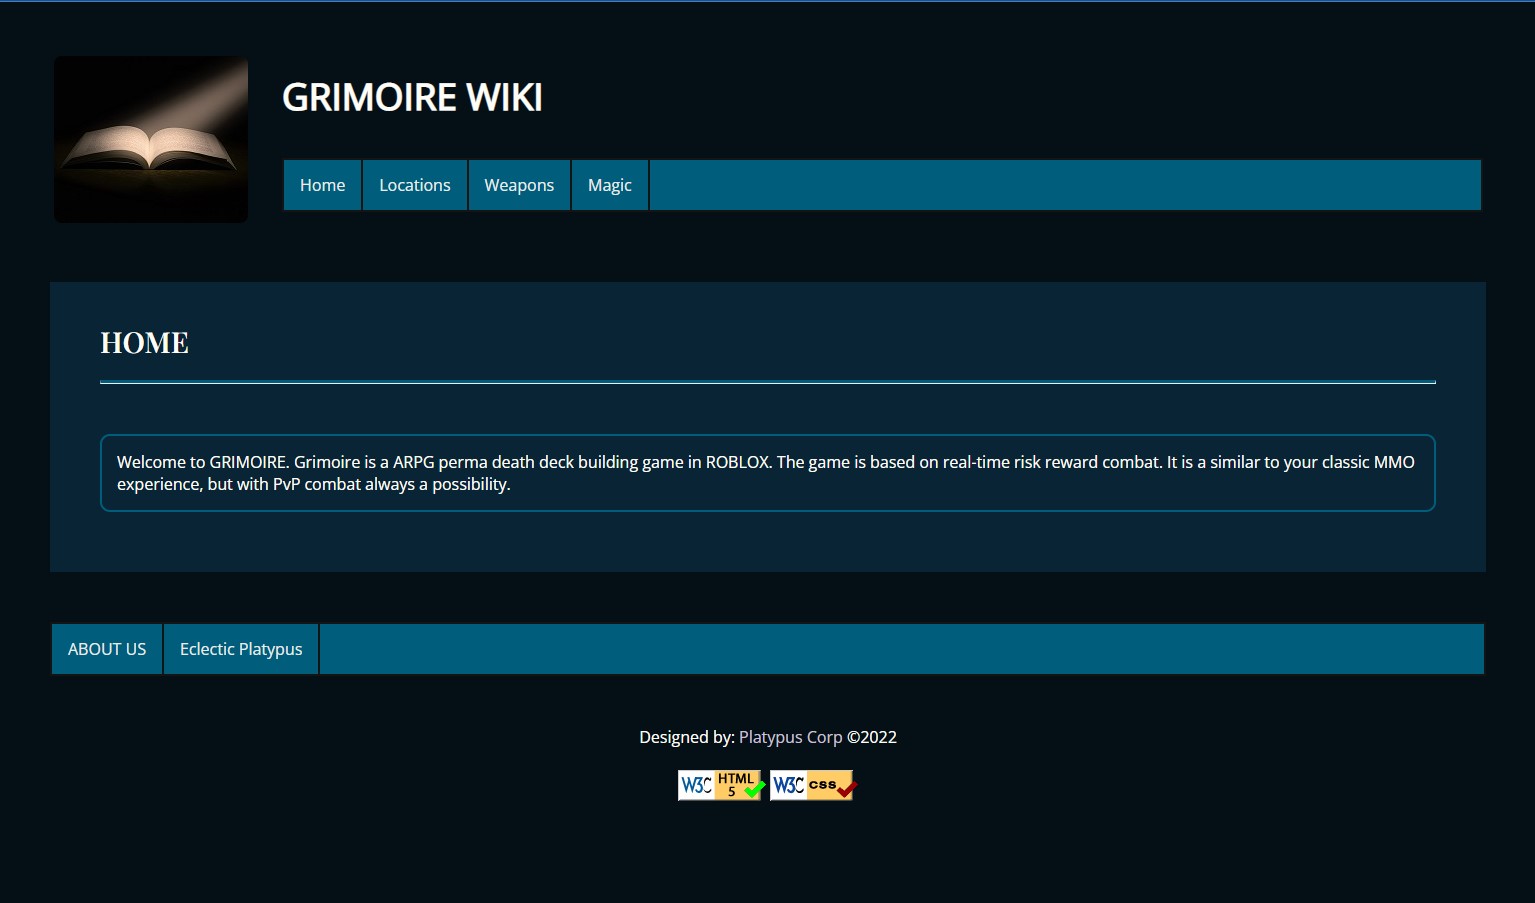 GRIMOIRE WIKI
Home Locations Weapons Magic
HOME
Welcome to GRIMOIRE. Grimoire is a ARPG perma death deck building game in ROBLOX. The game is based on real-time risk reward combat. It is a similar to your classic MMO
experience, but with PvP combat always a possibility.
ABOUT US Eclectic Platypus
Designed by: Platypus Corp ©2022
W3C HTML 5 W3C css